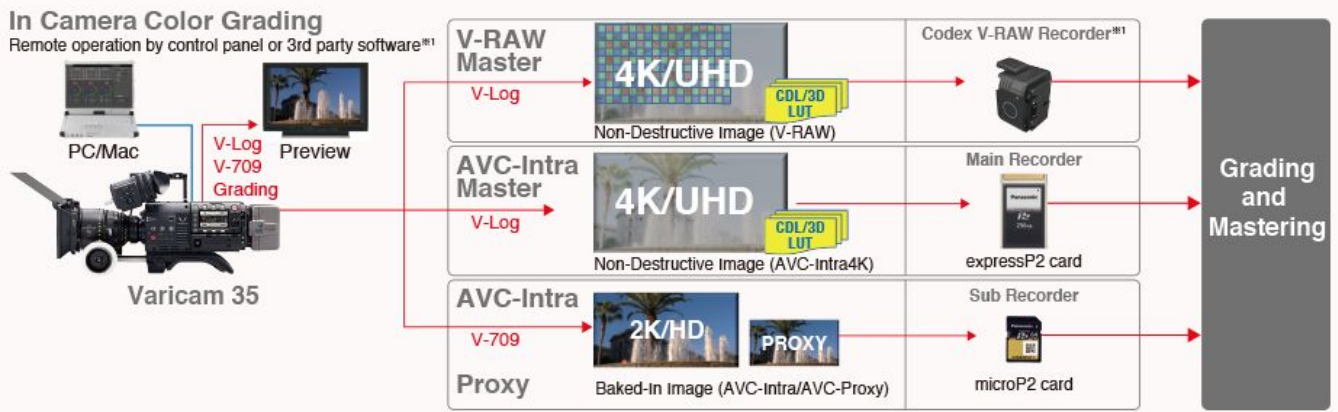 In Camera Color Grading
Remote operation by control panel or 3rd party software※1
PC/Mac
V-Log
V-709
Grading
Preview
Varicam 35
V-RAW
Master
V-Log
4K/UHD
CDL/3D
LUT
Non-Destructive Image (V-RAW)
Codex V-RAW Recorder※1
AVC-Intra
Master
V-Log
4K/UHD
CDL/3D
LUT
Non-Destructive Image (AVC-Intra4K)
Main Recorder
Panasonic
P2
expressP2 card
AVC-Intra
V-709
Proxy
2K/HD
PROXY
Baked-In Image (AVC-Intra/AVC-Proxy)
Sub Recorder
Panasonic
microP2 card
Grading
and
Mastering